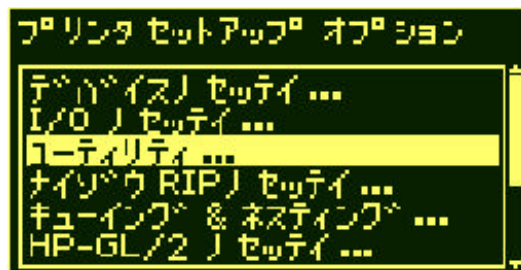 プリンタ セットアップ オプション
デバイスノ セッテイ ...
I/O ノ セッテイ ...
ユーティリティ ...
ナイゾウ RIPノ セッテイ ...
キューイング & ネスティング ...
HP-GL/2 ノ セッテイ ...